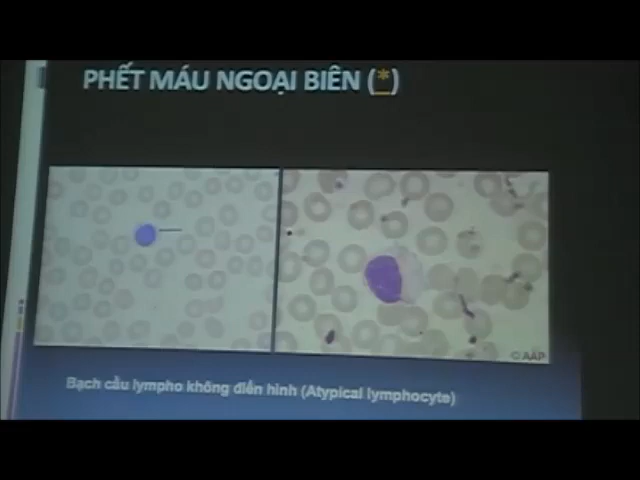 PHẾT MÁU NGOẠI BIÊN (*)
© AAP
Bạch cầu lympho không điển hình (Atypical lymphocyte)